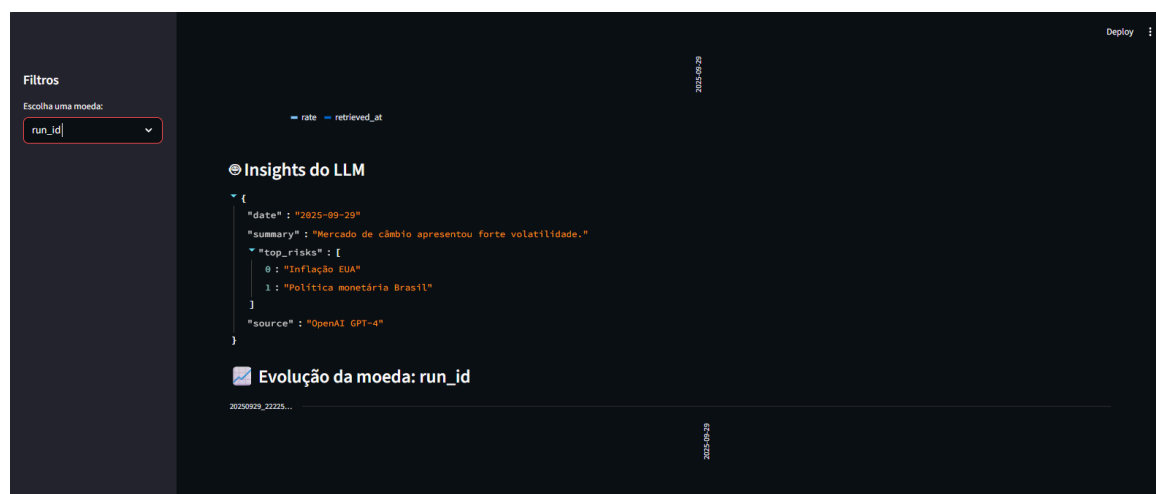 Deploy
Filtros
Escolha uma moeda:
run_id
2025-09-29
rate retrieved_at
Insights do LLM
{
"date" : "2025-09-29"
"summary" : "Mercado de câmbio apresentou forte volatilidade."
"top_risks" : [
0 : "Inflação EUA"
1 : "Política monetária Brasil"
]
"source" : "OpenAI GPT-4"
}
Evolução da moeda: run_id
20250929_22225...
2025-09-29